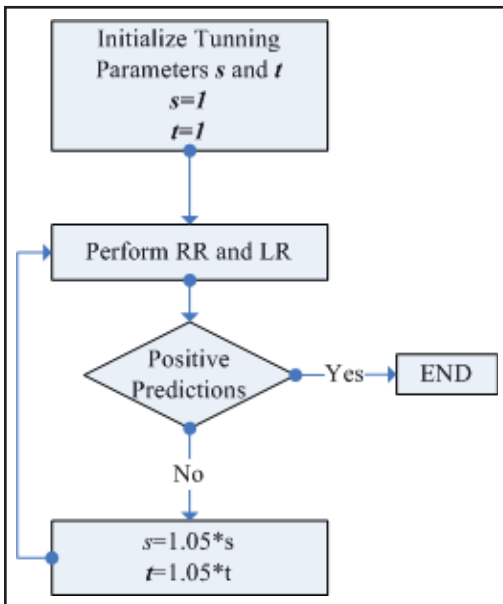 Initialize Tunning
Parameters s and t
s=1
t=1
Perform RR and LR
Positive
Predictions
Yes
END
No
s=1.05*s
t=1.05*t